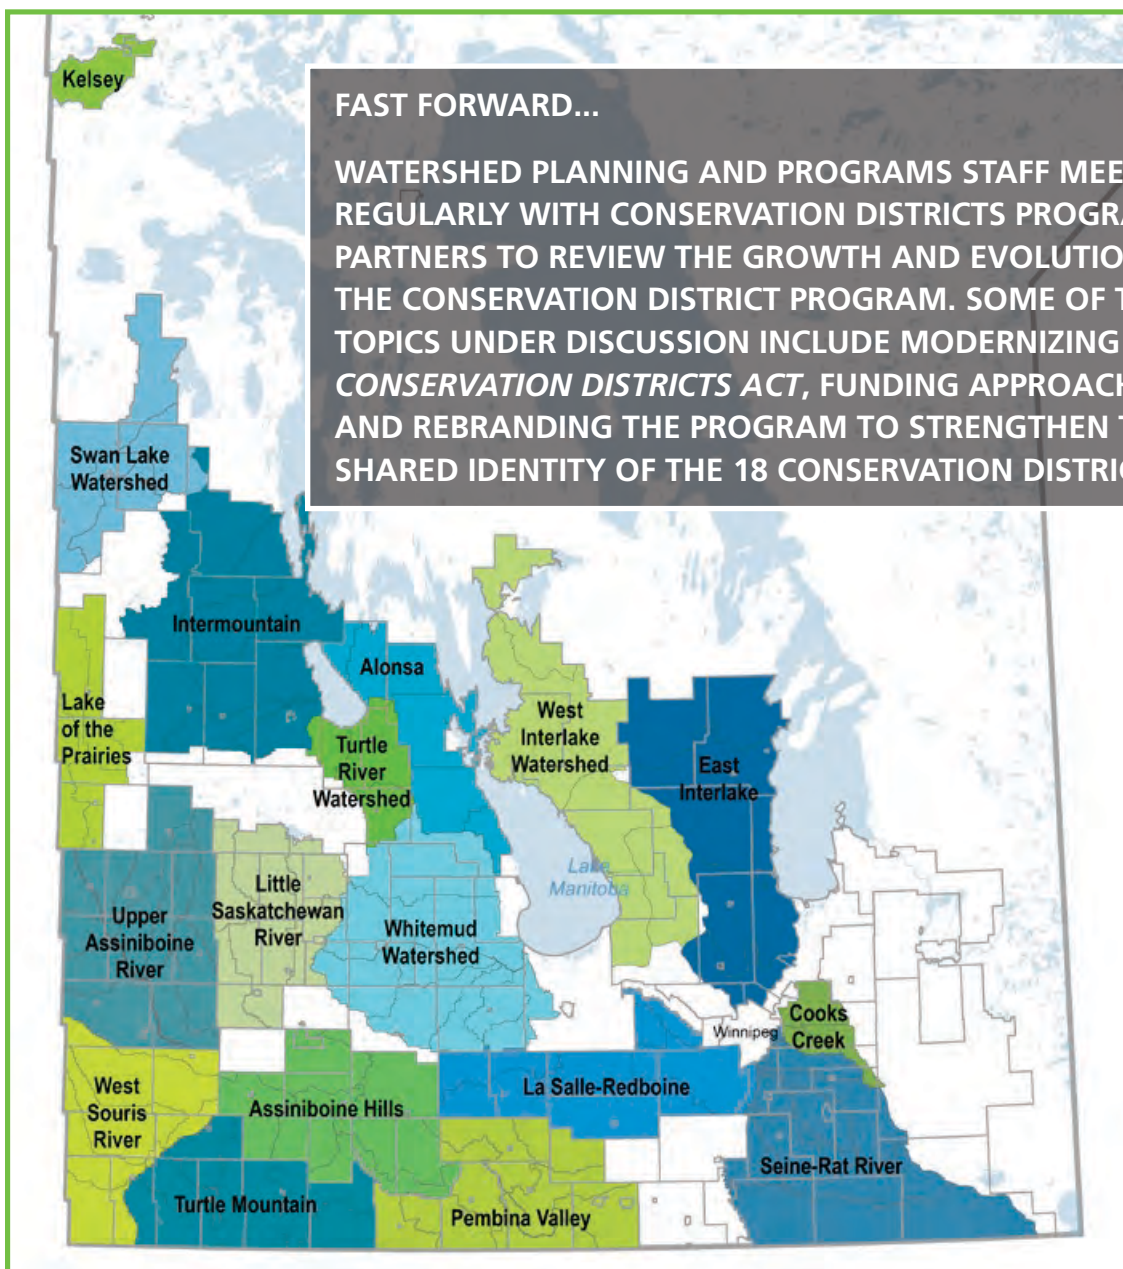 Kelsey
FAST FORWARD...
WATERSHED PLANNING AND PROGRAMS STAFF MEE
REGULARLY WITH CONSERVATION DISTRICTS PROGRA
PARTNERS TO REVIEW THE GROWTH AND EVOLUTIO
THE CONSERVATION DISTRICT PROGRAM. SOME OF T
TOPICS UNDER DISCUSSION INCLUDE MODERNIZING
CONSERVATION DISTRICTS ACT, FUNDING APPROACH
AND REBRANDING THE PROGRAM TO STRENGTHEN T
SHARED IDENTITY OF THE 18 CONSERVATION DISTRIC
Swan Lake
Watershed
Intermountain
Alonsa
Lake
of the
Prairies
Turtle
River
Watershed
West
Interlake
Watershed
East
Interlake
Lake
Manitoba
Little
Saskatchewan
River
Upper
Assiniboine
River
Whitemud
Watershed
Winnipeg
Cooks
Creek
West
Souris
River
Assiniboine Hills
La Salle-Redboine
Seine-Rat River
Turtle Mountain
Pembina Valley